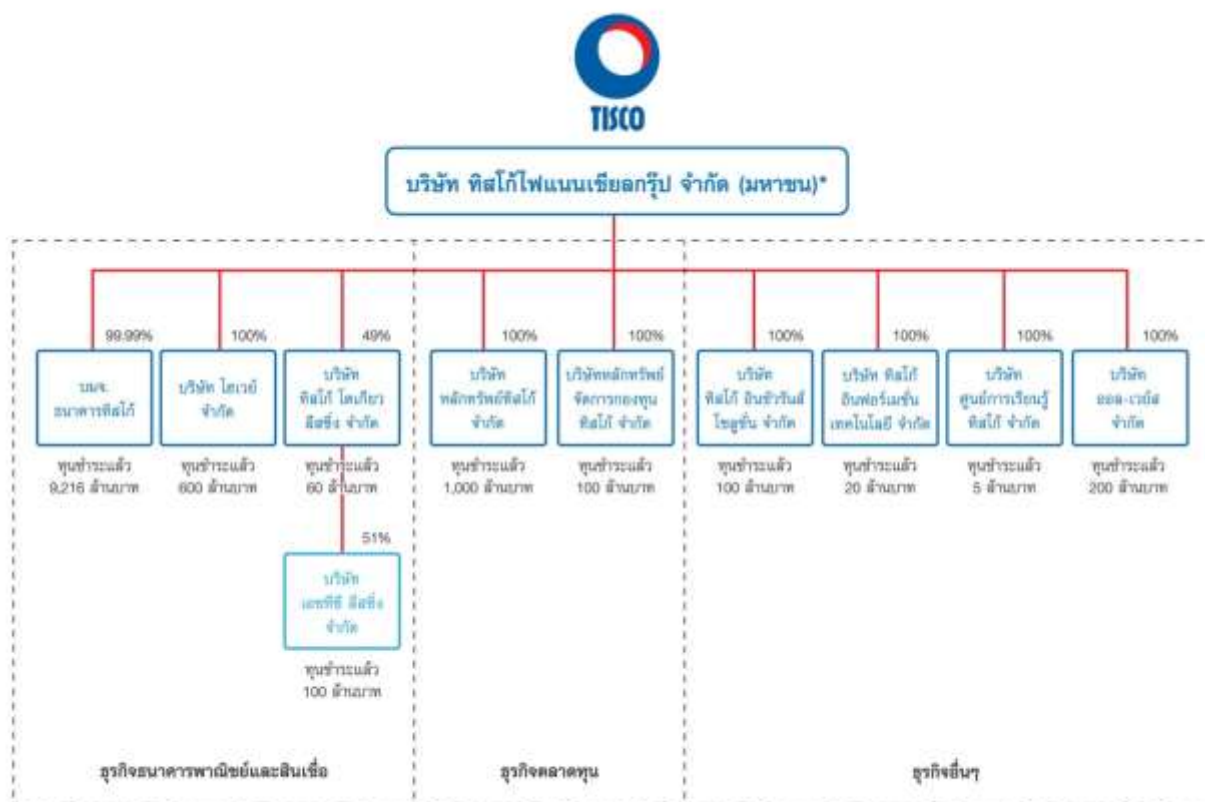 TISCO
บริษัท ทิสโก้ไฟแนนเชียลกรุ๊ป จำกัด (มหาชน)*
99.99%
บมจ.
ธนาคารทิสโก้
ทุนชำระแล้ว
9,216 ล้านบาท
100%
บริษัท ไฮเวย์
จำกัด
ทุนชำระแล้ว
600 ล้านบาท
49%
บริษัท
ทิสโก้ โตเกียว
ลีสซิ่ง จำกัด
ทุนชำระแล้ว
60 ล้านบาท
51%
บริษัท
เอชทีซี ลีสซิ่ง
จำกัด
ทุนชำระแล้ว
100 ล้านบาท
ธุรกิจธนาคารพาณิชย์และสินเชื่อ
100%
บริษัท
หลักทรัพย์ทิสโก้
จำกัด
ทุนชำระแล้ว
1,000 ล้านบาท
100%
บริษัทหลักทรัพย์
จัดการกองทุน
ทิสโก้ จำกัด
ทุนชำระแล้ว
100 ล้านบาท
ธุรกิจตลาดทุน
100%
บริษัท
ทิสโก้ อินชัวรันส์
โซลูชั่น จำกัด
ทุนชำระแล้ว
100 ล้านบาท
100%
บริษัท ทิสโก้
อินฟอร์เมชั่น
เทคโนโลยี จำกัด
ทุนชำระแล้ว
20 ล้านบาท
100%
บริษัท
ศูนย์การเรียนรู้
ทิสโก้ จำกัด
ทุนชำระแล้ว
5 ล้านบาท
100%
บริษัท
ออล-เวย์ส
จำกัด
ทุนชำระแล้ว
200 ล้านบาท
ธุรกิจอื่นๆ